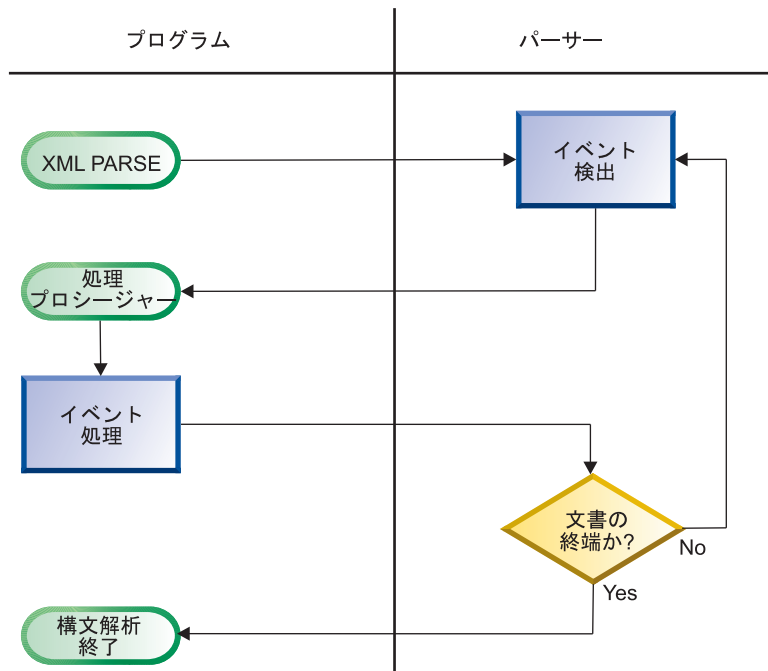 プログラム
パーサー
XML PARSE
イベント
検出
処理
プロシージャー
イベント
処理
文書の
終端か?
No
Yes
構文解析
終了